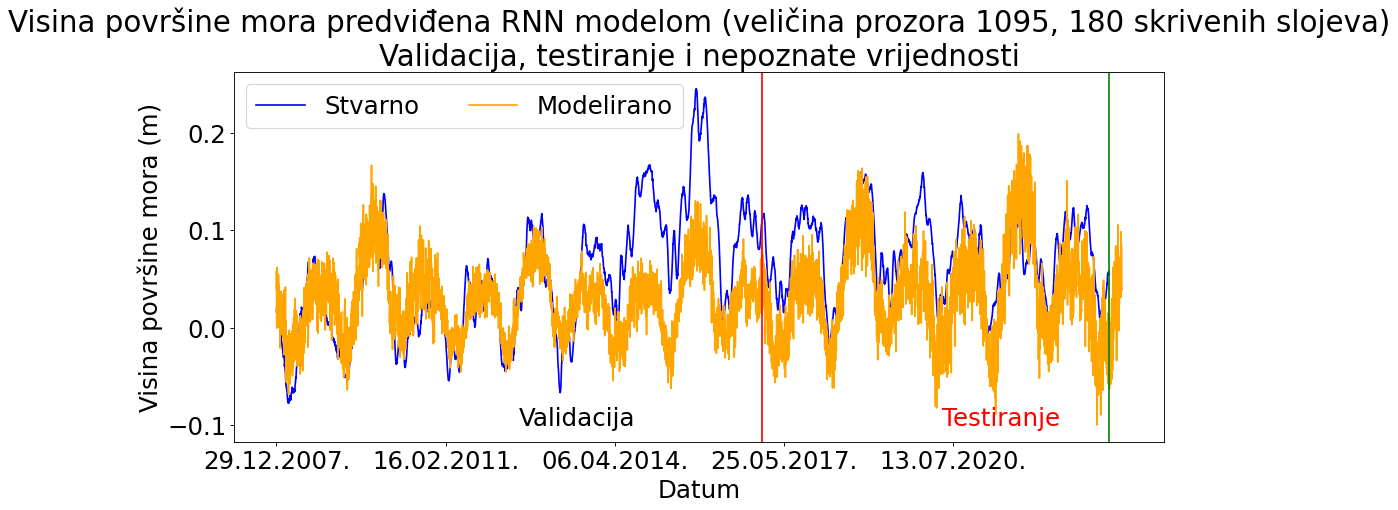 Visina površine mora predviđena RNN modelom (veličina prozora 1095, 180 skrivenih slojeva)
Validacija, testiranje i nepoznate vrijednosti
Stvarno Modelirano
Visina površine mora (m)
0.2
0.1
0.0
−0.1
Validacija
Testiranje
29.12.2007. 16.02.2011. 06.04.2014. 25.05.2017. 13.07.2020.
Datum